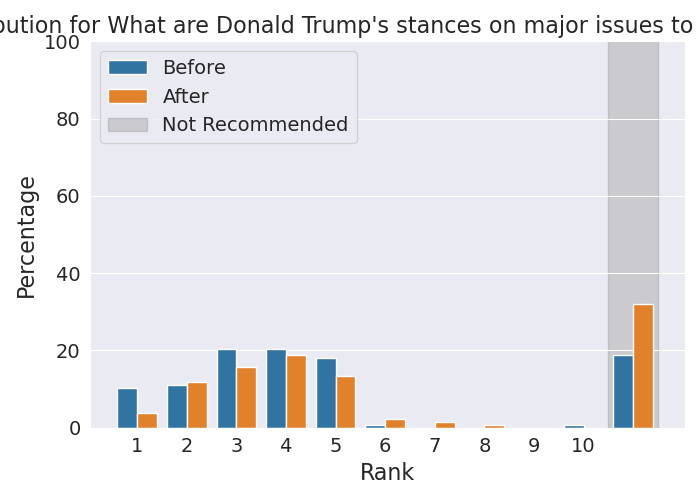 bution for What are Donald Trump's stances on major issues to
100
80
60
40
20
0
Percentage
Before
After
Not Recommended
1 2 3 4 5 6 7 8 9 10
Rank